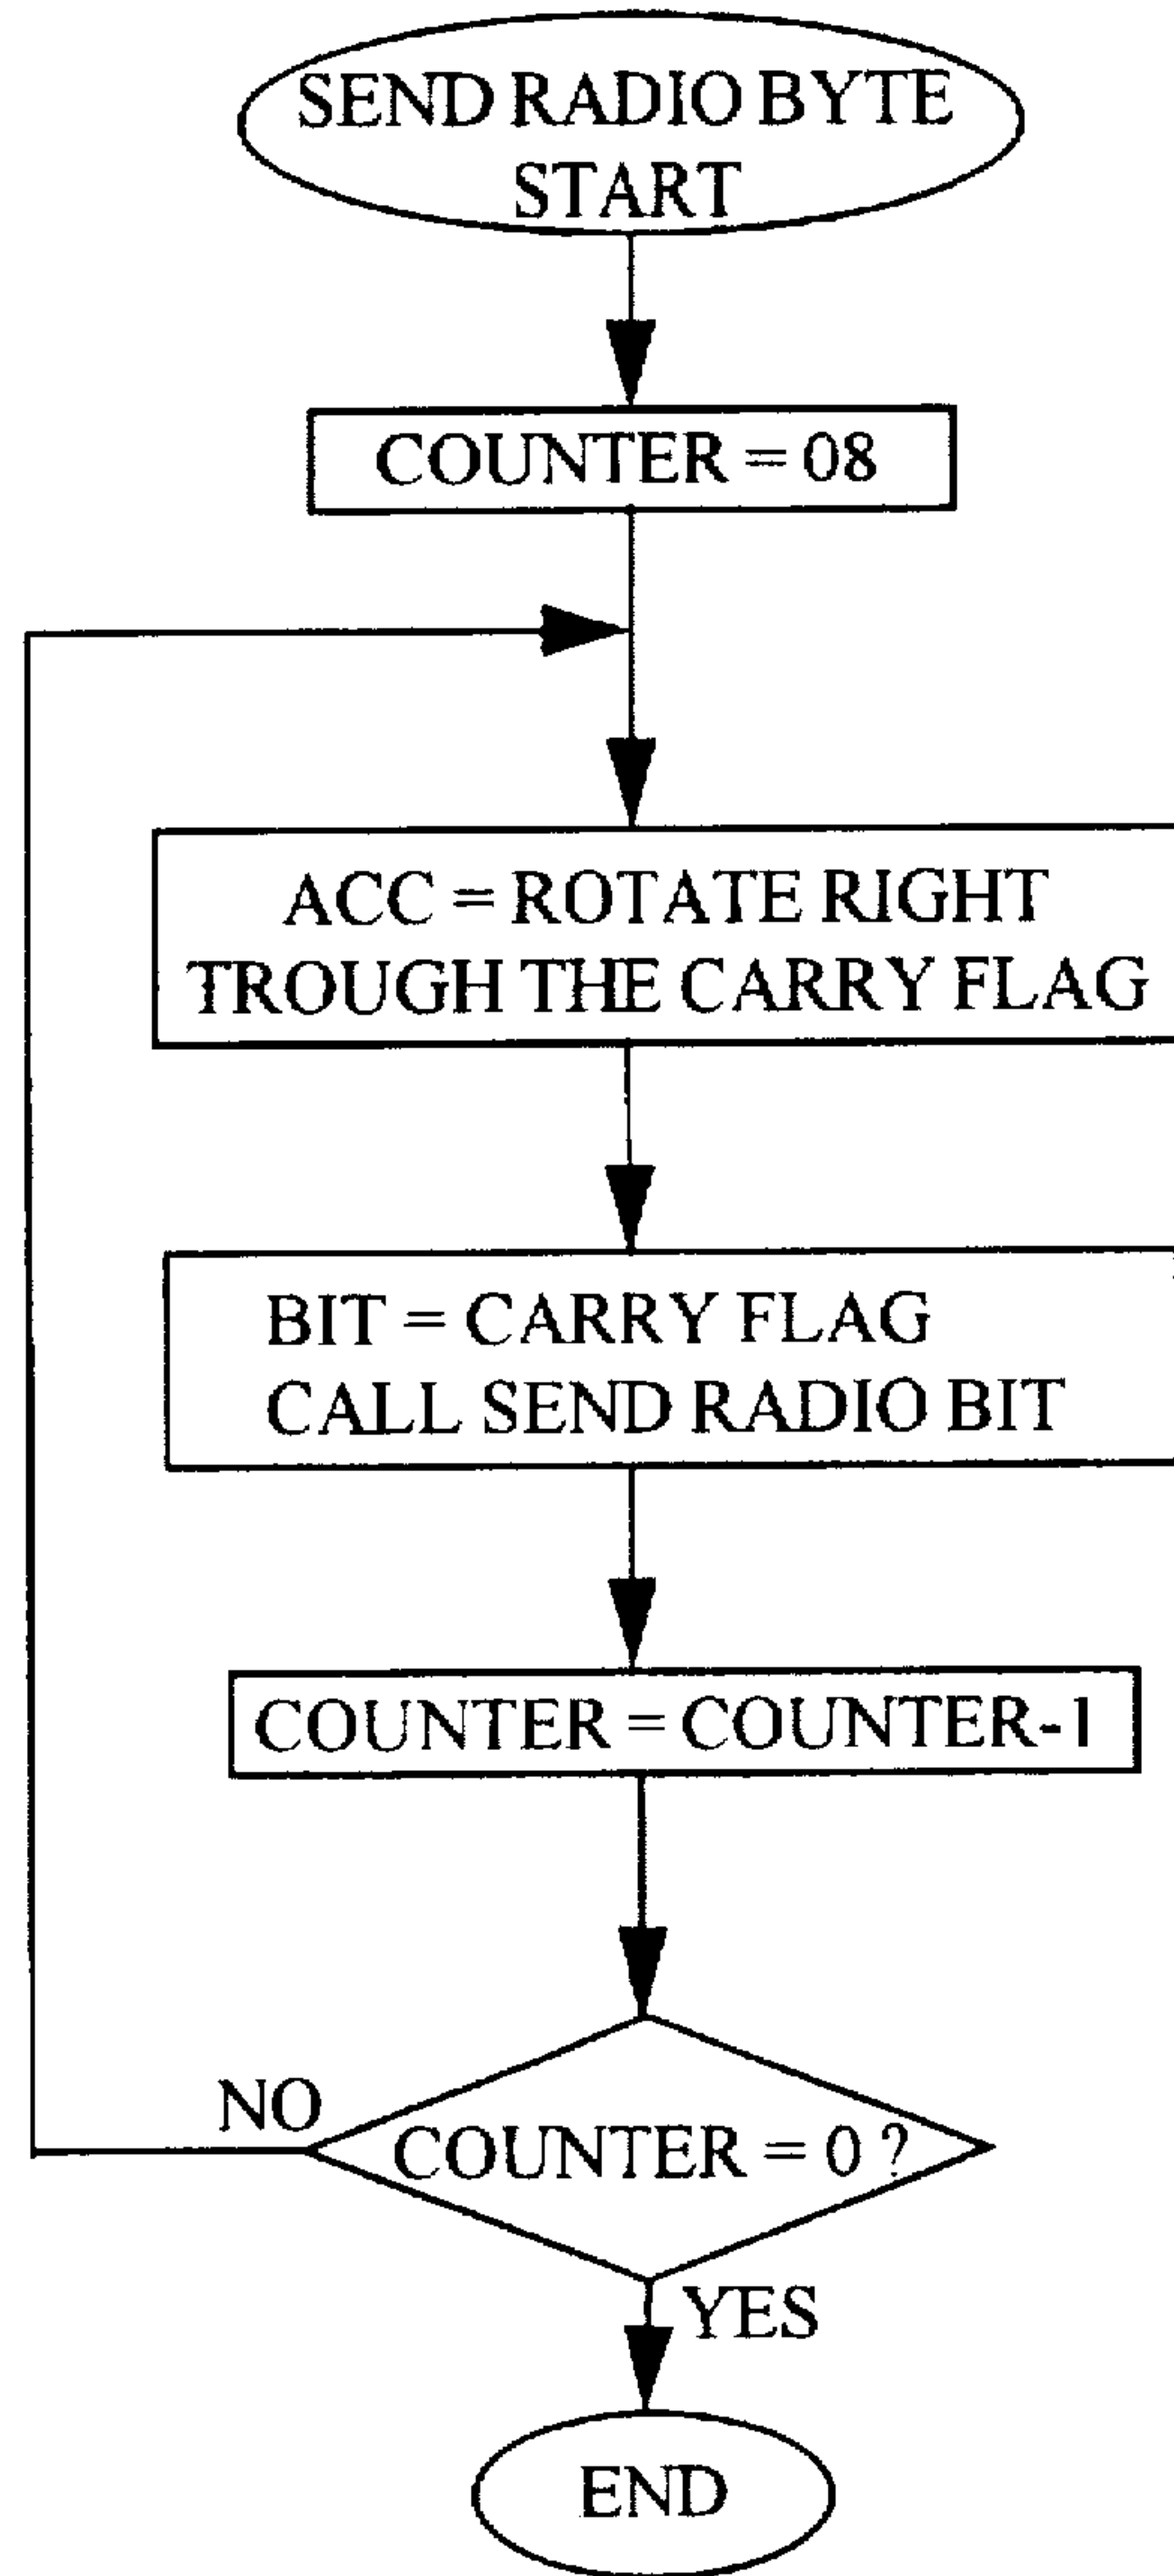 SEND RADIO BYTE
START
COUNTER = 08
ACC = ROTATE RIGHT
TROUGH THE CARRY FLAG
BIT = CARRY FLAG
CALL SEND RADIO BIT
COUNTER = COUNTER-1
NO
COUNTER = 0 ?
YES
END